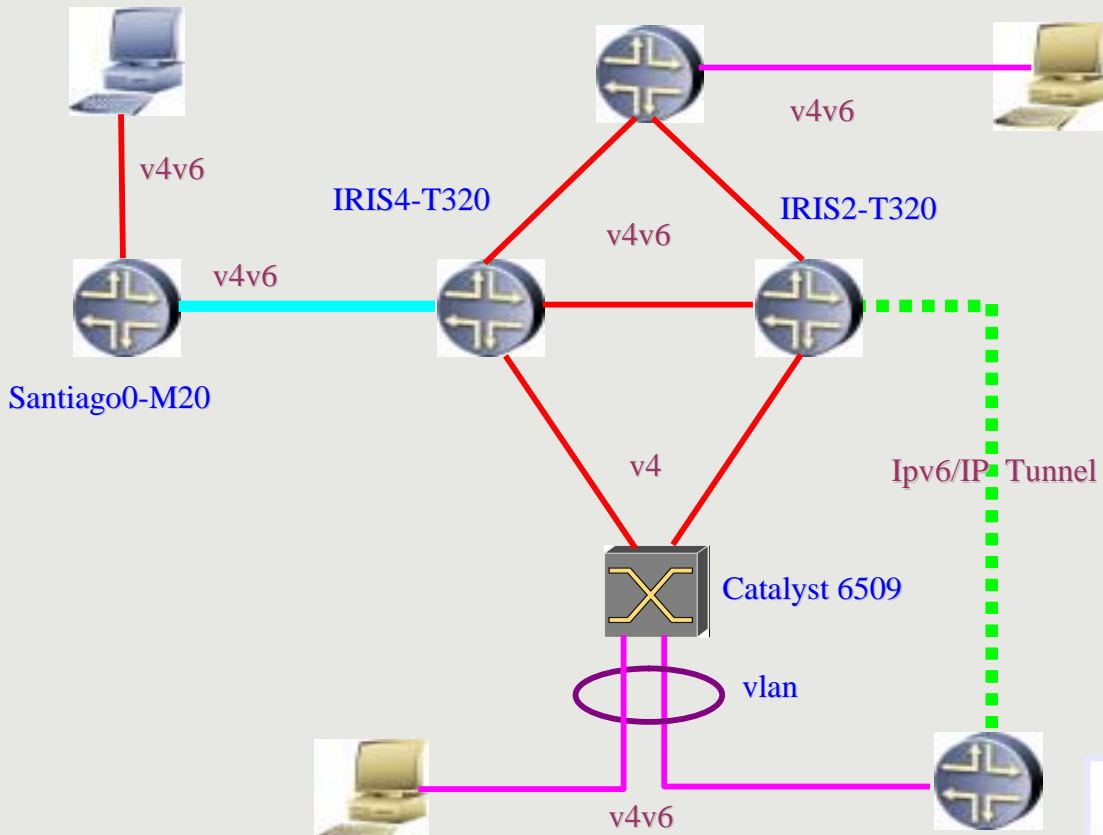 v4v6
v4v6
IRIS4-T320
IRIS2-T320
v4v6
v4v6
Santiago0-M20
v4
Ipv6/IP Tunnel
Catalyst 6509
vlan
v4v6